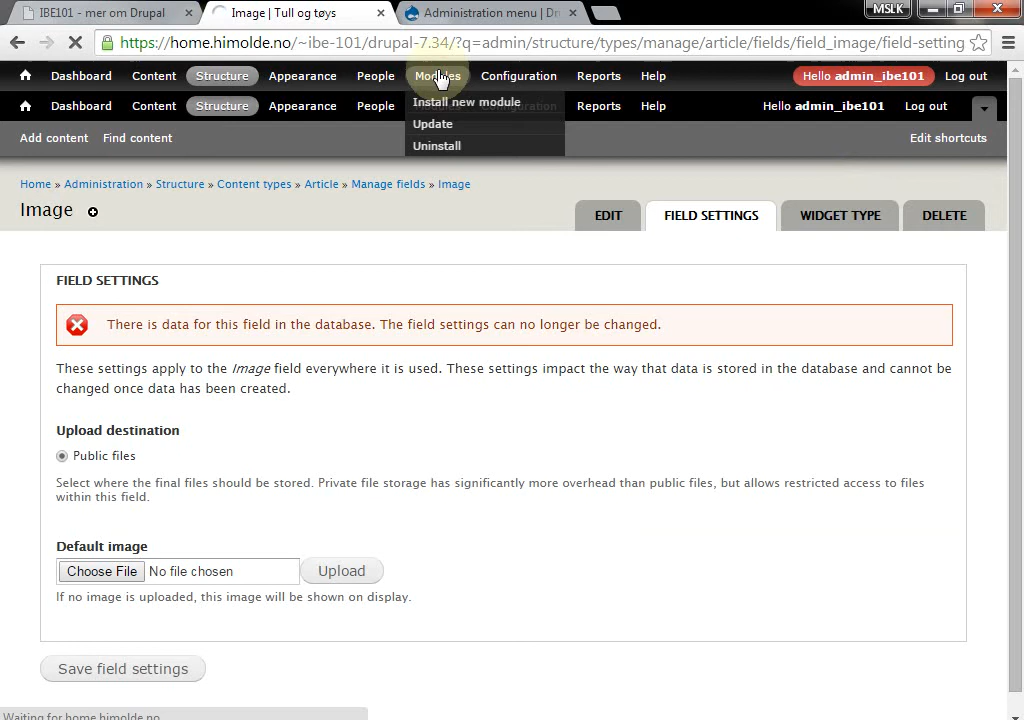 IBE101 - mer om Drupal
Image | Tull og tøys
Administration menu | Dr
MSLK
https://home.himolde.no/~ibe-101/drupal-7.34/?q=admin/structure/types/manage/article/fields/field_image/field-setting
Dashboard Content Structure Appearance People Modules Configuration Reports Help Hello admin_ibe101 Log out
Dashboard Content Structure Appearance People Configuration Reports Help Hello admin_ibe101 Log out
Install new module
Update
Uninstall
Add content Find content Edit shortcuts
Home » Administration » Structure » Content types » Article » Manage fields » Image
Image
EDIT FIELD SETTINGS WIDGET TYPE DELETE
FIELD SETTINGS
There is data for this field in the database. The field settings can no longer be changed.
These settings apply to the Image field everywhere it is used. These settings impact the way that data is stored in the database and cannot be
changed once data has been created.
Upload destination
Public files
Select where the final files should be stored. Private file storage has significantly more overhead than public files, but allows restricted access to files
within this field.
Default image
Choose File No file chosen Upload
If no image is uploaded, this image will be shown on display.
Save field settings
Waiting for home.himolde.no